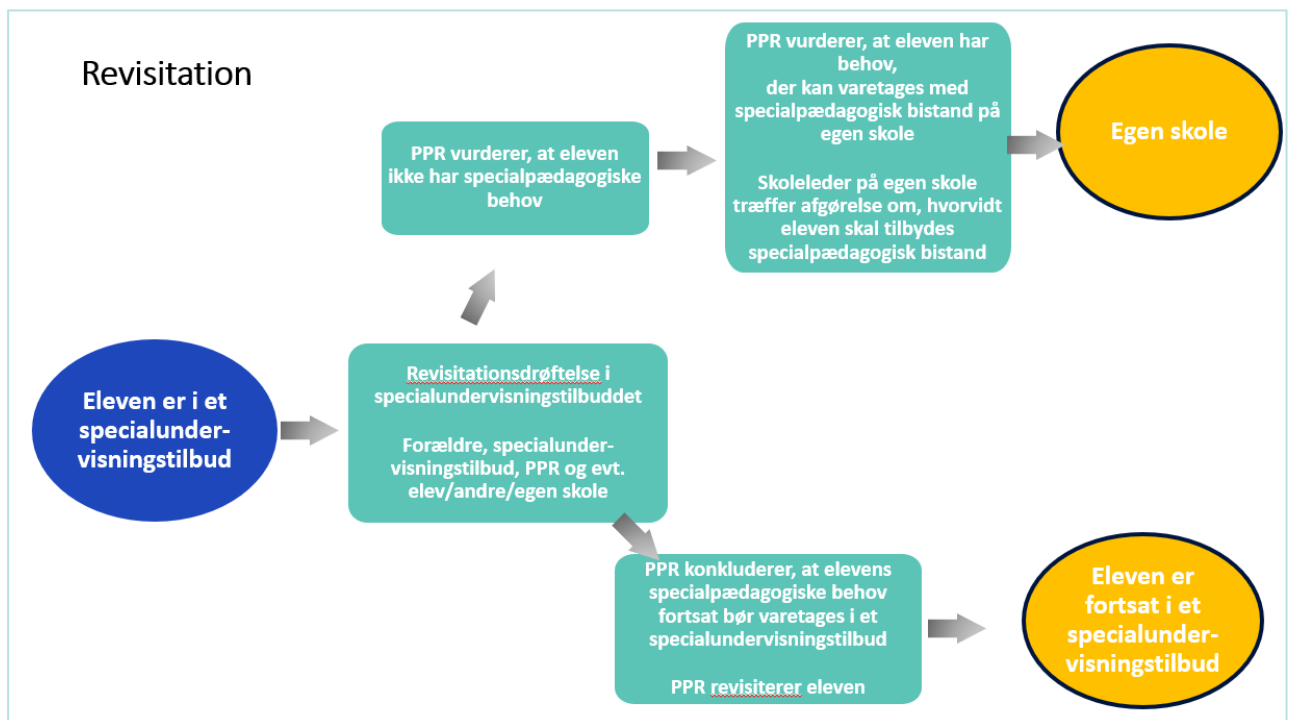 Revisitation
PPR vurderer, at eleven
ikke har specialpædagogiske
behov
PPR vurderer, at eleven har
behov,
der kan varetages med
specialpædagogisk bistand på
egen skole
Skoleleder på egen skole
træffer afgørelse om, hvorvidt
eleven skal tilbydes
specialpædagogisk bistand
Egen skole
Eleven er i et
specialunder-
visningstilbud
Revisitationsdrøftelse i
specialundervisningstilbuddet
Forældre, specialunder-
visningstilbud, PPR og evt.
elev/andre/egen skole
PPR konkluderer, at elevens
specialpædagogiske behov
fortsat bør varetages i et
specialundervisningstilbud
PPR revisiterer eleven
Eleven er
fortsat i et
specialunder-
visningstilbud